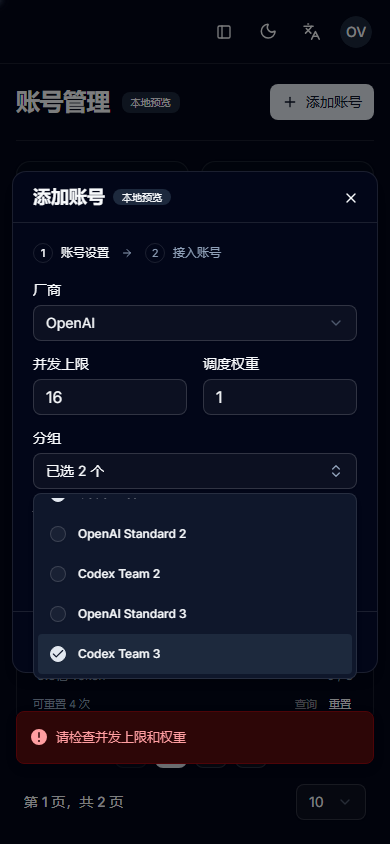 OV
账号管理
本地预览
添加账号
添加账号
本地预览
1
账号设置
2
接入账号
厂商
OpenAI
并发上限
调度权重
16
1
分组
已选 2 个
OpenAI Standard 2
Codex Team 2
OpenAI Standard 3
Codex Team 3
可重置 4 次
查询
重置
请检查并发上限和权重
第 1 页，共 2 页
10